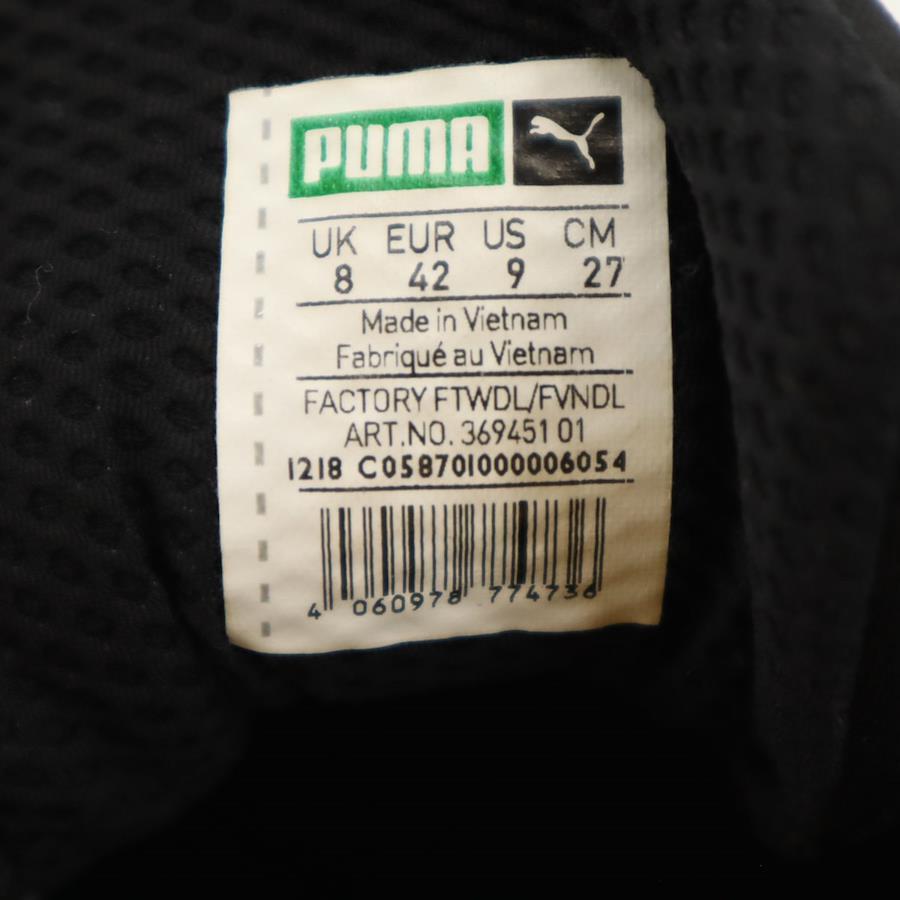 PUMA
UK EUR US CM
8 42 9 27
Made in Vietnam
Fabriqué au Vietnam
FACTORY FTWDL/FVNDL
ART.NO. 369451 01
1218 C058701000006054
4 060978 774736